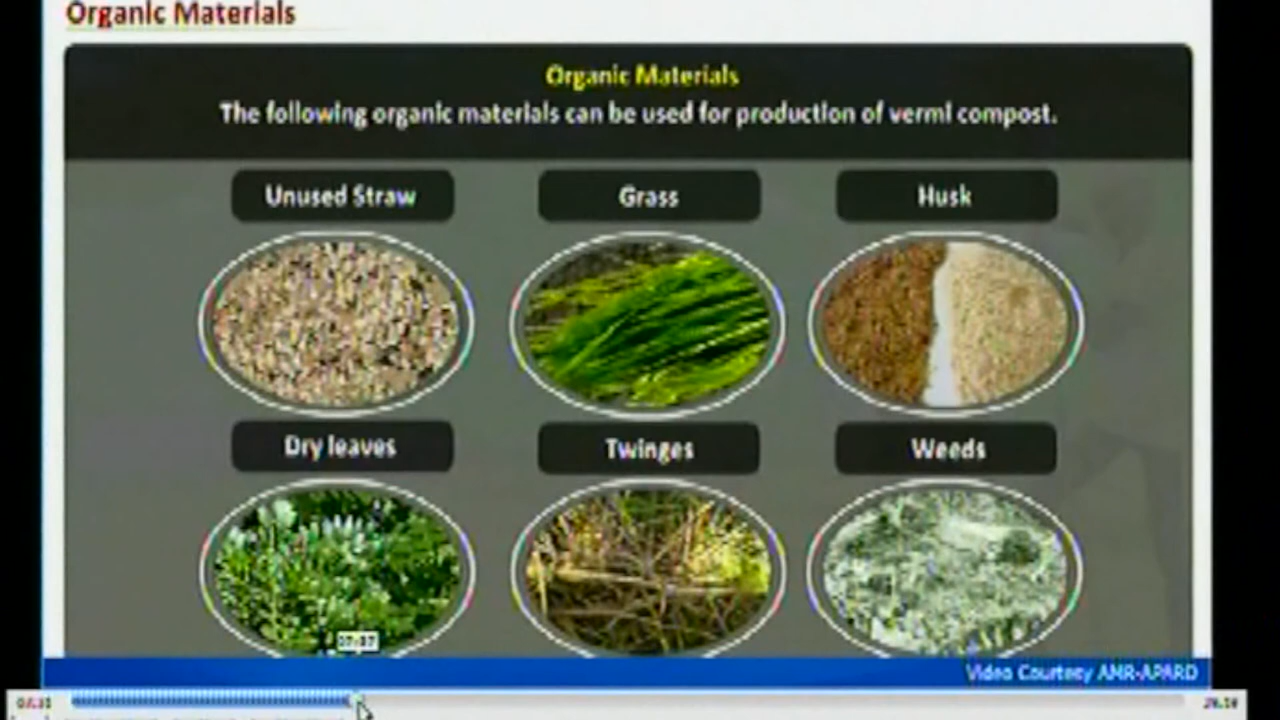 Organic Materials
Organic Materials
The following organic materials can be used for production of vermi compost.
Unused Straw
Grass
Husk
Dry leaves
Twinges
Weeds
Video Courtesy AMR-APARD